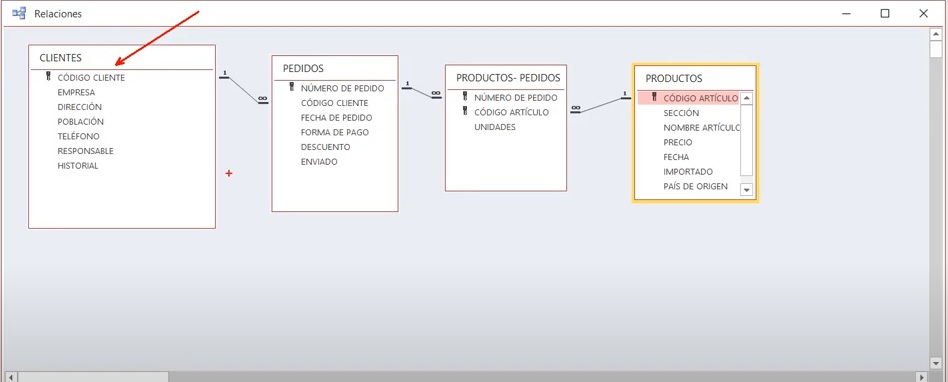 Relaciones
CLIENTES
CÓDIGO CLIENTE
EMPRESA
DIRECCIÓN
POBLACIÓN
TELÉFONO
RESPONSABLE
HISTORIAL
1
∞
PEDIDOS
NÚMERO DE PEDIDO
CÓDIGO CLIENTE
FECHA DE PEDIDO
FORMA DE PAGO
DESCUENTO
ENVIADO
1
∞
PRODUCTOS- PEDIDOS
NÚMERO DE PEDIDO
CÓDIGO ARTÍCULO
UNIDADES
∞
1
PRODUCTOS
CÓDIGO ARTÍCULO
SECCIÓN
NOMBRE ARTÍCULC
PRECIO
FECHA
IMPORTADO
PAÍS DE ORIGEN